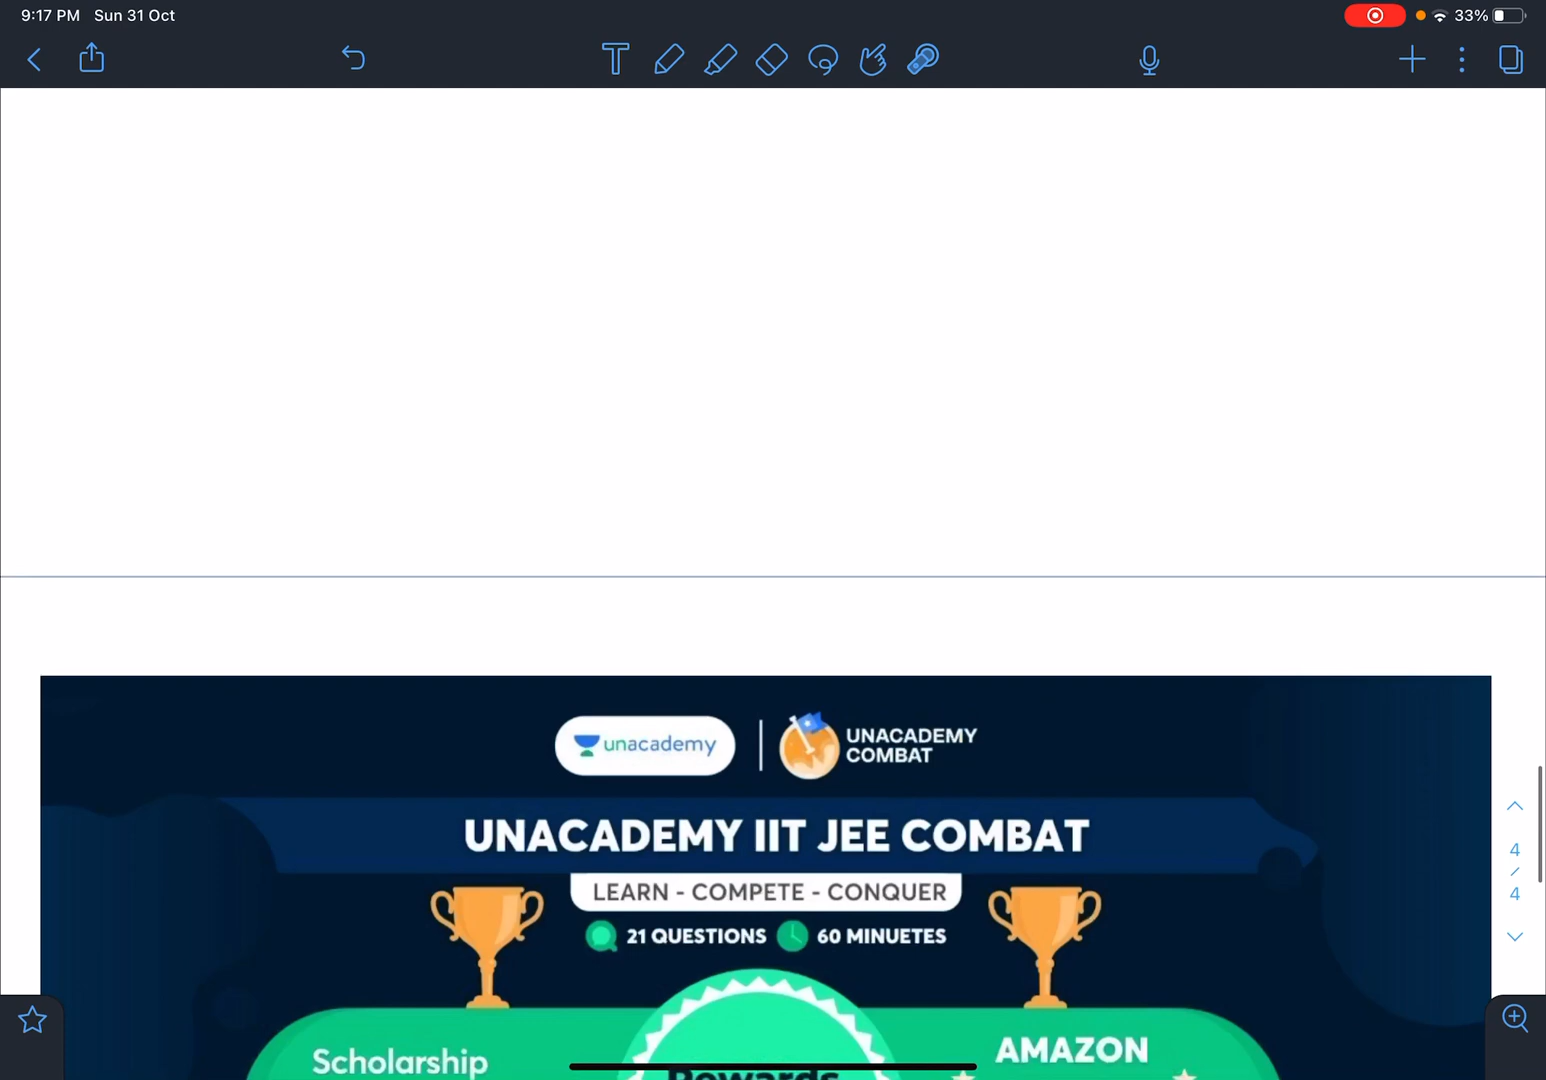 9:17 PM Sun 31 Oct
33%
unacademy
UNACADEMY
COMBAT
UNACADEMY IIT JEE COMBAT
LEARN - COMPETE - CONQUER
21 QUESTIONS 60 MINUETES
4
/
4
Scholarship
Rewards
AMAZON